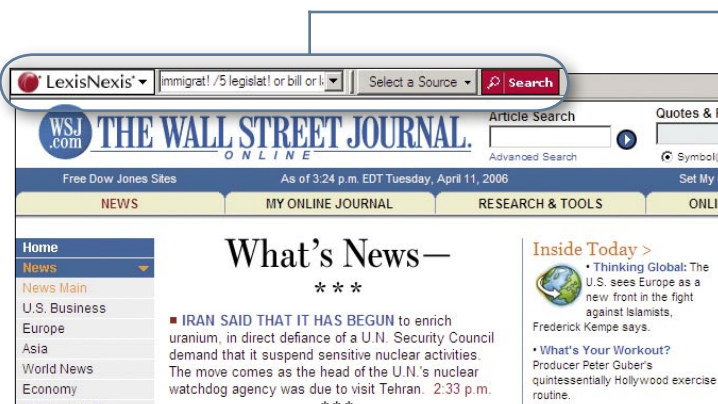 LexisNexis® immigrat! /5 legislat! or bill or Select a Source Search
WSJ
.com
THE WALL STREET JOURNAL.
ONLINE
Article Search
Advanced Search
Quotes &
Symbol(
Free Dow Jones Sites As of 3:24 p.m. EDT Tuesday, April 11, 2006 Set My
NEWS MY ONLINE JOURNAL RESEARCH & TOOLS ONLI
Home
News
News Main
U.S. Business
Europe
Asia
World News
Economy
What's News—
* * *
IRAN SAID THAT IT HAS BEGUN to enrich
uranium, in direct defiance of a U.N. Security Council
demand that it suspend sensitive nuclear activities.
The move comes as the head of the U.N.'s nuclear
watchdog agency was due to visit Tehran. 2:33 p.m.
Inside Today >
• Thinking Global: The
U.S. sees Europe as a
new front in the fight
against Islamists,
Frederick Kempe says.
• What's Your Workout?
Producer Peter Guber's
quintessentially Hollywood exercise
routine.